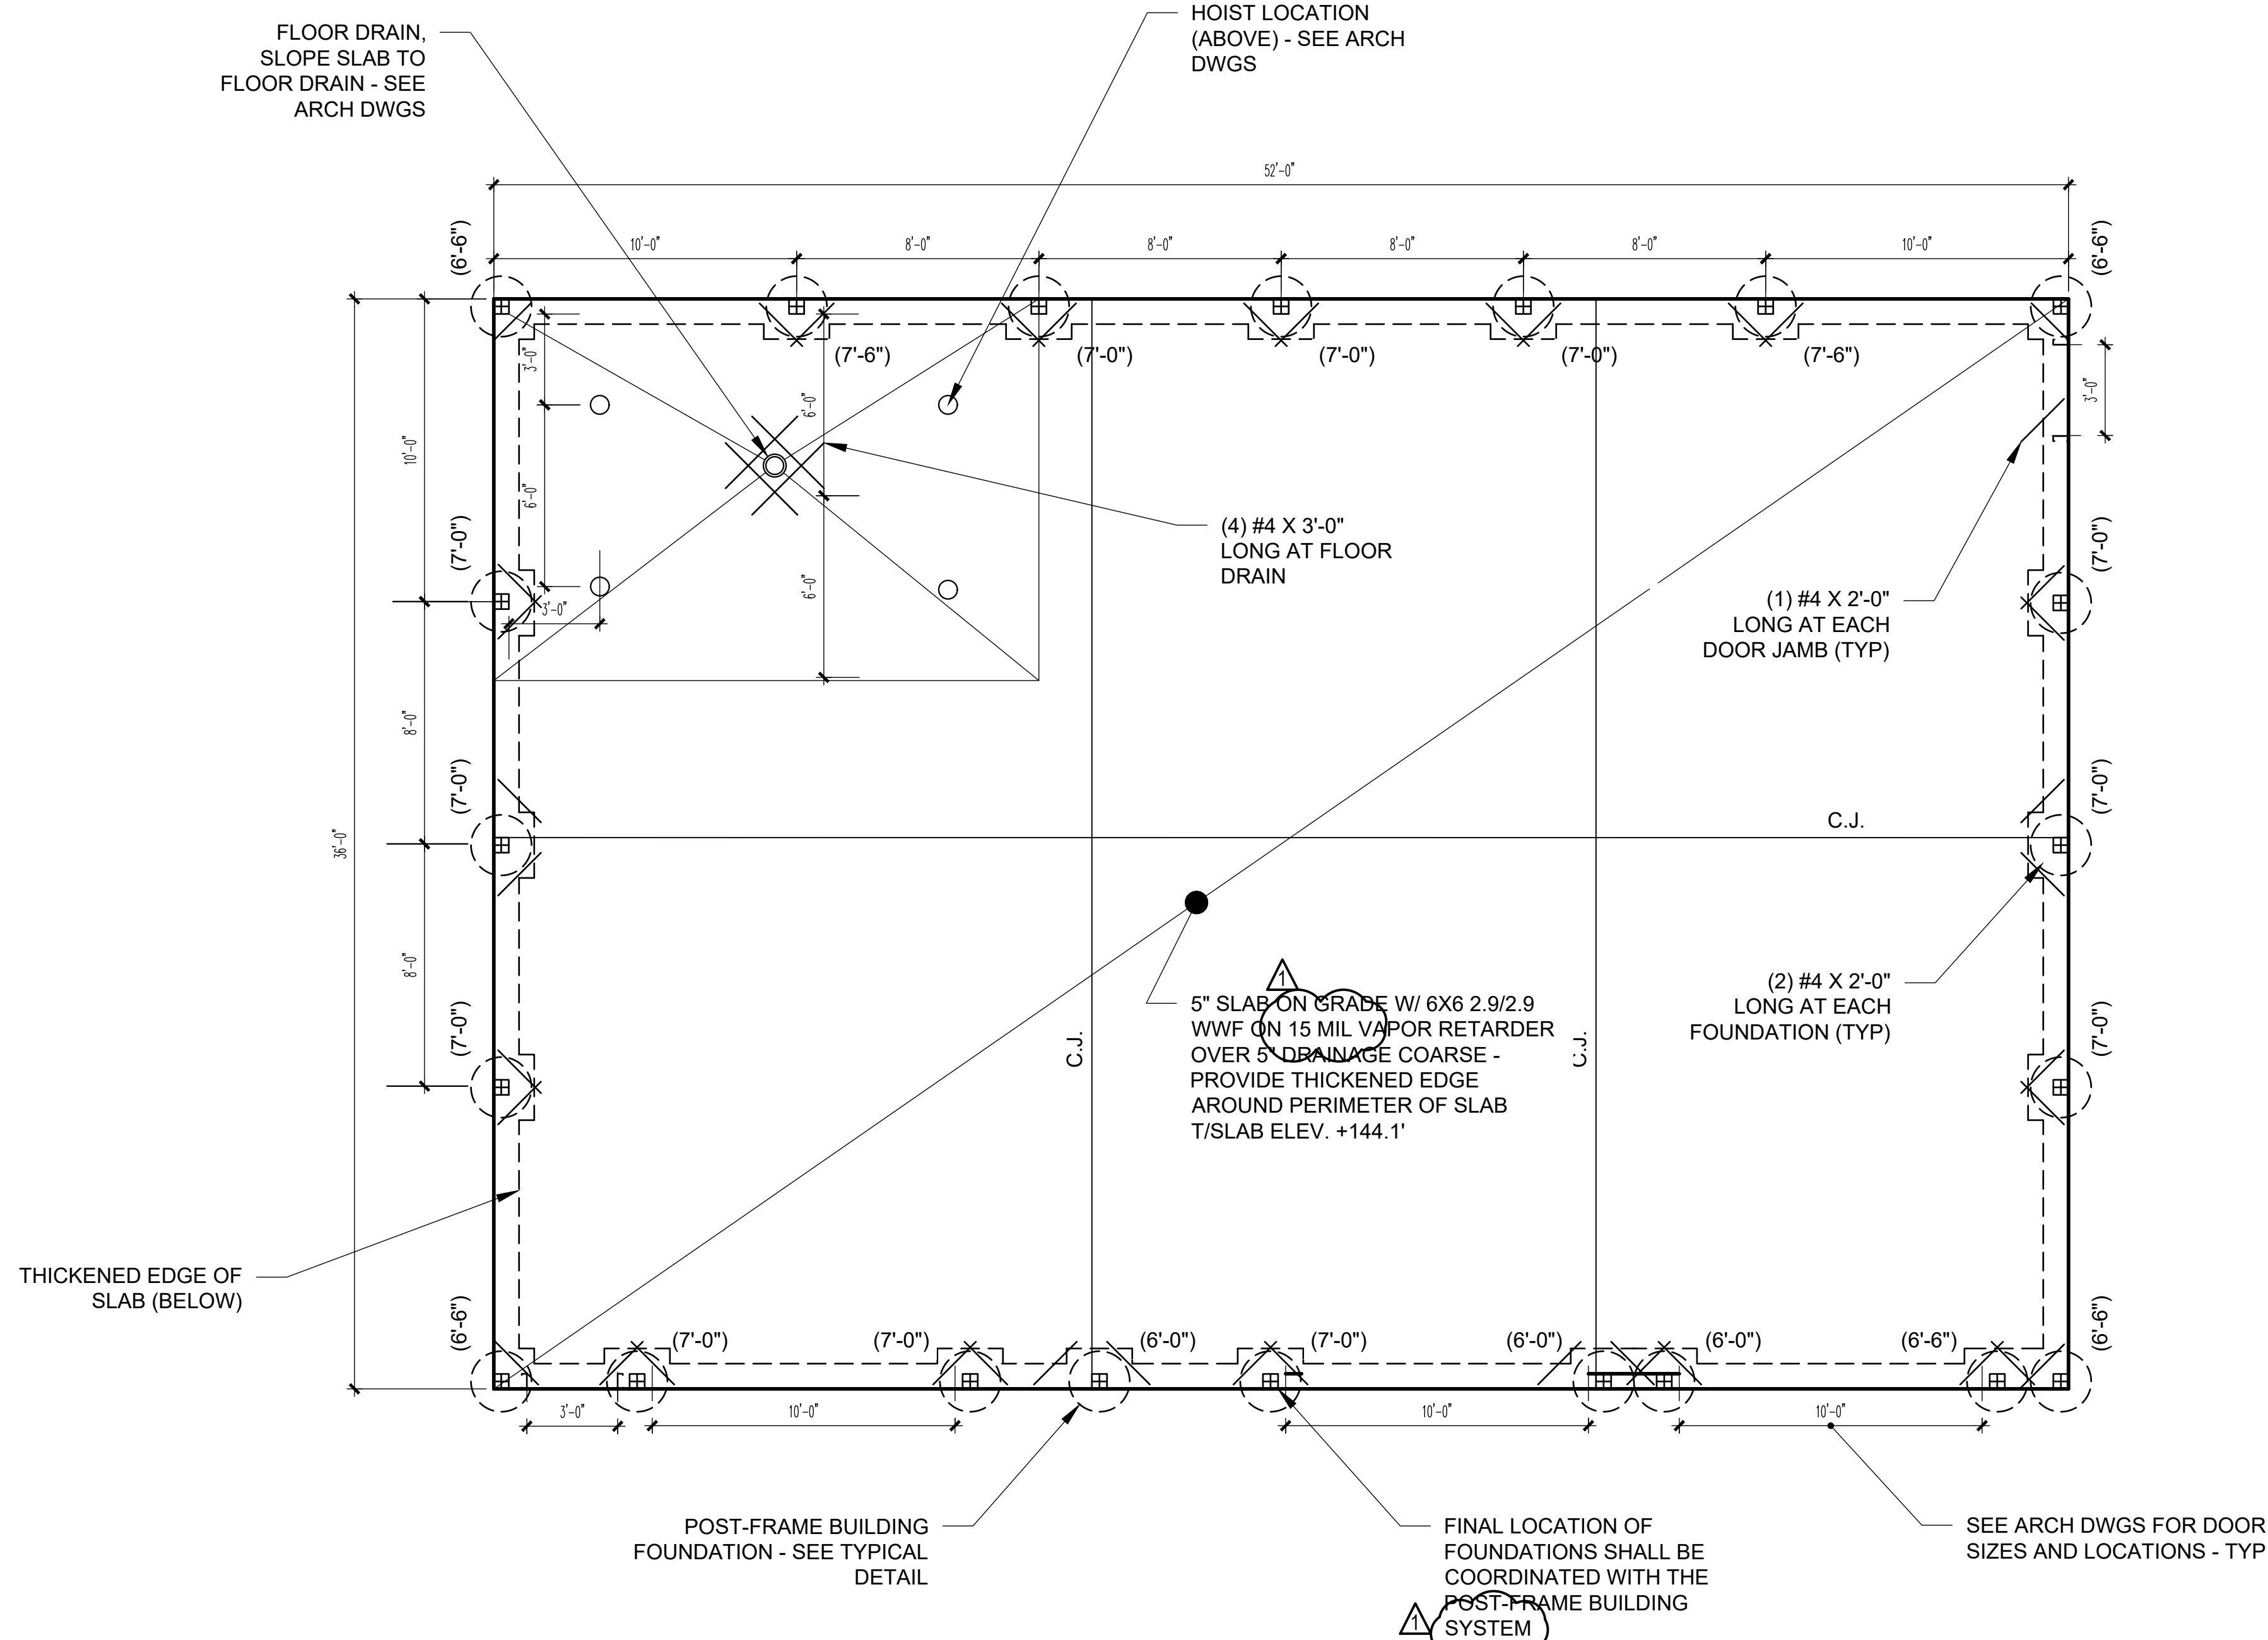 HOIST LOCATION
(ABOVE) - SEE ARCH
DWGS
FLOOR DRAIN,
SLOPE SLAB TO
FLOOR DRAIN - SEE
ARCH DWGS
52'-0"
10'-0"
8'-0"
8'-0"
8'-0"
8'-0"
10'-0"
(6'-6")
(6'-6")
(7'-6")
(7'-0")
(7'-0")
(7'-0")
(7'-6")
3'-0"
3'-0"
6'-0"
10'-0"
6'-0"
(4) #4 X 3'-0"
LONG AT FLOOR
DRAIN
(7'-0")
(7'-0")
6'-0"
3'-0"
(1) #4 X 2'-0"
LONG AT EACH
DOOR JAMB (TYP)
8'-0"
(7'-0")
(7'-0")
C.J.
36'-0"
8'-0"
(2) #4 X 2'-0"
LONG AT EACH
FOUNDATION (TYP)
1
5" SLAB ON GRADE W/ 6X6 2.9/2.9
WWF ON 15 MIL VAPOR RETARDER
OVER 5" DRAINAGE COARSE -
PROVIDE THICKENED EDGE
AROUND PERIMETER OF SLAB
T/SLAB ELEV. +144.1'
C.J.
C.J.
(7'-0")
(7'-0")
THICKENED EDGE OF
SLAB (BELOW)
(6'-6")
(7'-0")
(7'-0")
(6'-0")
(7'-0")
(6'-0")
(6'-0")
(6'-6")
(6'-6")
3'-0"
10'-0"
10'-0"
10'-0"
POST-FRAME BUILDING
FOUNDATION - SEE TYPICAL
DETAIL
FINAL LOCATION OF
FOUNDATIONS SHALL BE
COORDINATED WITH THE
POST-FRAME BUILDING
SYSTEM
1
SEE ARCH DWGS FOR DOOR
SIZES AND LOCATIONS - TYP